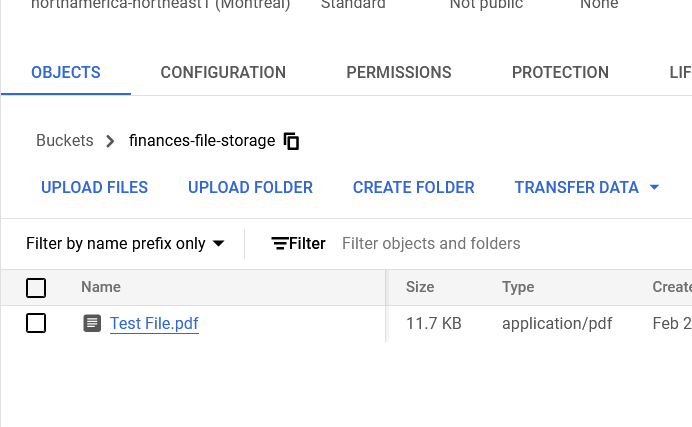 northamerica-northeast1 (Montréal) Standard Not public None
OBJECTS CONFIGURATION PERMISSIONS PROTECTION LIF
Buckets finances-file-storage
UPLOAD FILES UPLOAD FOLDER CREATE FOLDER TRANSFER DATA
Filter by name prefix only Filter Filter objects and folders
Name Size Type Create
Test File.pdf 11.7 KB application/pdf Feb 2